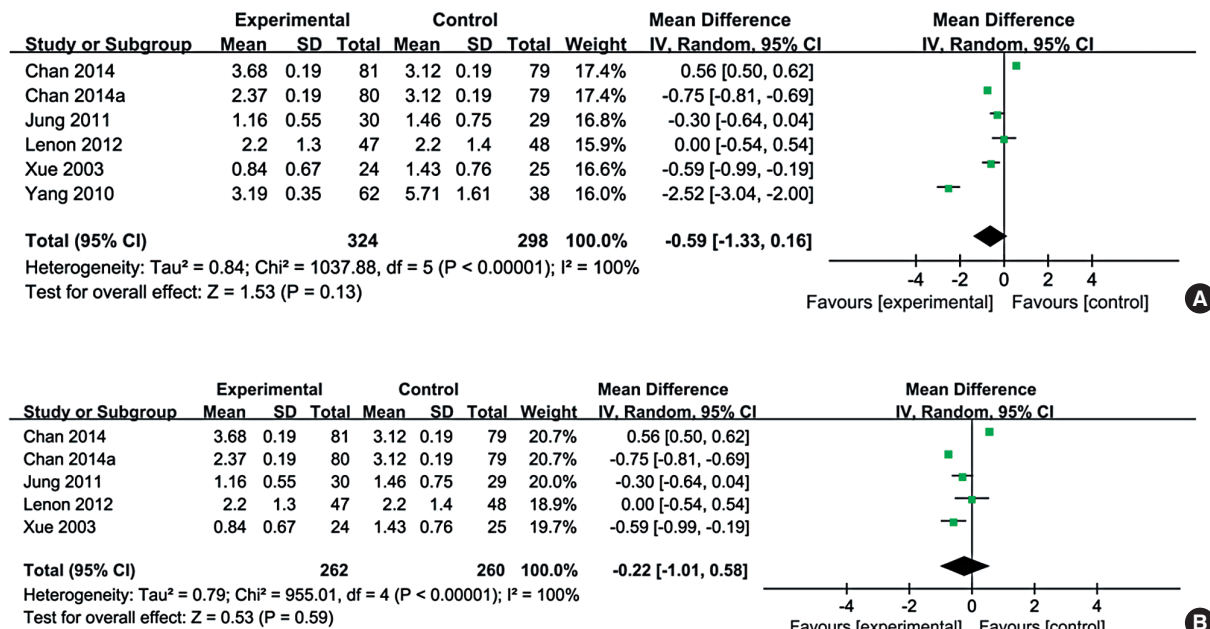 Experimental Control Mean Difference Mean Difference
Study or Subgroup Mean SD Total Mean SD Total Weight IV, Random, 95% CI IV, Random, 95% CI
Chan 2014 3.68 0.19 81 3.12 0.19 79 17.4% 0.56 [0.50, 0.62]
Chan 2014a 2.37 0.19 80 3.12 0.19 79 17.4% -0.75 [-0.81, -0.69]
Jung 2011 1.16 0.55 30 1.46 0.75 29 16.8% -0.30 [-0.64, 0.04]
Lenon 2012 2.2 1.3 47 2.2 1.4 48 15.9% 0.00 [-0.54, 0.54]
Xue 2003 0.84 0.67 24 1.43 0.76 25 16.6% -0.59 [-0.99, -0.19]
Yang 2010 3.19 0.35 62 5.71 1.61 38 16.0% -2.52 [-3.04, -2.00]
Total (95% CI) 324 298 100.0% -0.59 [-1.33, 0.16]
Heterogeneity: Tau² = 0.84; Chi² = 1037.88, df = 5 (P < 0.00001); I² = 100%
Test for overall effect: Z = 1.53 (P = 0.13)
-4 -2 0 2 4
Favours [experimental] Favours [control]
A
Experimental Control Mean Difference Mean Difference
Study or Subgroup Mean SD Total Mean SD Total Weight IV, Random, 95% CI IV, Random, 95% CI
Chan 2014 3.68 0.19 81 3.12 0.19 79 20.7% 0.56 [0.50, 0.62]
Chan 2014a 2.37 0.19 80 3.12 0.19 79 20.7% -0.75 [-0.81, -0.69]
Jung 2011 1.16 0.55 30 1.46 0.75 29 20.0% -0.30 [-0.64, 0.04]
Lenon 2012 2.2 1.3 47 2.2 1.4 48 18.9% 0.00 [-0.54, 0.54]
Xue 2003 0.84 0.67 24 1.43 0.76 25 19.7% -0.59 [-0.99, -0.19]
Total (95% CI) 262 260 100.0% -0.22 [-1.01, 0.58]
Heterogeneity: Tau² = 0.79; Chi² = 955.01, df = 4 (P < 0.00001); I² = 100%
Test for overall effect: Z = 0.53 (P = 0.59)
-4 -2 0 2 4
Favours [experimental] Favours [control]
B